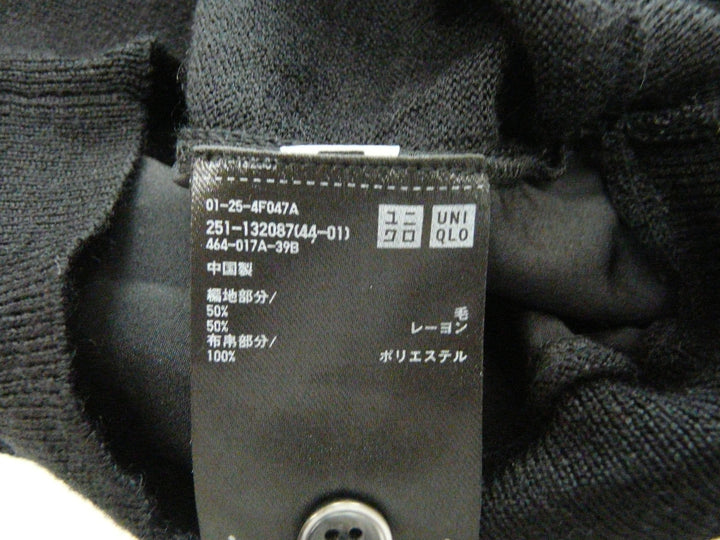 01-25-4F047A
251-132087(44-01)
464-017A-39B
ユニ
クロ
UNI
QLO
中国製
編地部分/
50% 毛
50% レーヨン
布帛部分/
100% ポリエステル